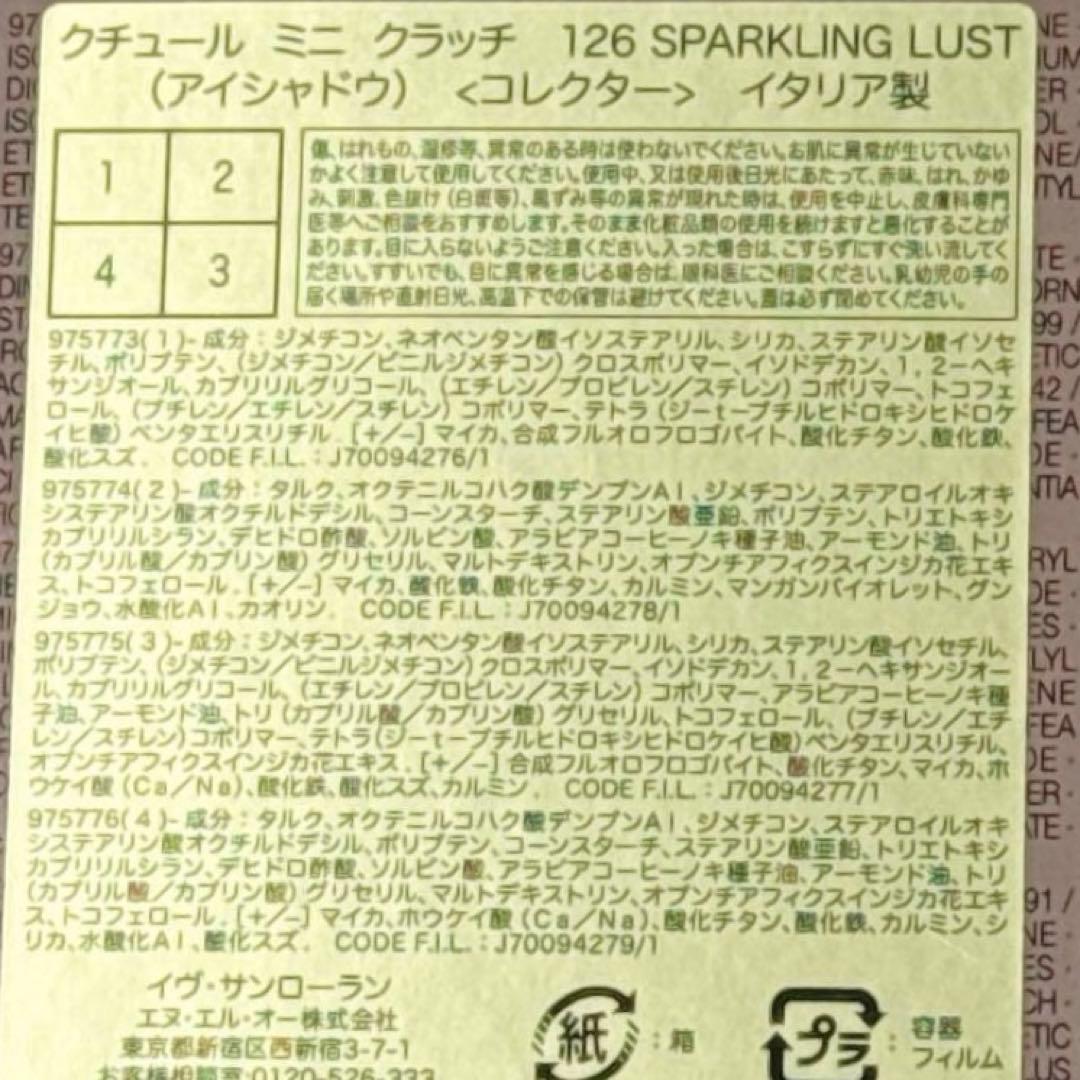 クチュール ミニ クラッチ 126 SPARKLING LUST
(アイシャドウ) <コレクター> イタリア製
1 2
4 3
傷、はれもの、湿疹等、異常のある時は使わないでください。お肌に異常が生じていない
かよく注意して使用してください。使用中、又は使用後日光にあたって、赤味、はれ、かゆ
み、刺激、色抜け(白斑等)、黒ずみ等の異常が現れた時は、使用を中止し、皮膚科専門
医等へご相談をおすすめします。そのまま化粧品類の使用を続けますと悪化することが
あります。目に入らないようご注意ください。入った場合は、こすらずにすぐ洗い流してく
ださい。すすいでも、目に異常を感じる場合は、眼科医にご相談ください。乳幼児の手の
届く場所や直射日光、高温下での保管は避けてください。蓋は必ず閉めてください。
975773(1)- 成分：ジメチコン、ネオペンタン酸イソステアリル、シリカ、ステアリン酸イソセ
チル、ポリブテン、(ジメチコン／ビニルジメチコン) クロスポリマー、イソドデカン、1, 2ーヘキ
サンジオール、カプリリルグリコール、(エチレン／プロピレン／スチレン) コポリマー、トコフェ
ロール、(ブチレン／エチレン／スチレン) コポリマー、テトラ (ジーtーブチルヒドロキシヒドロケ
イヒ酸) ペンタエリスリチル . [+/−] マイカ、合成フルオロフロゴパイト、酸化チタン、酸化鉄、
酸化スズ . CODE F.I.L. : J70094276/1
975774(2)- 成分：タルク、オクテニルコハク酸デンプンAl、ジメチコン、ステアロイルオキ
システアリン酸オクチルドデシル、コーンスターチ、ステアリン酸亜鉛、ポリブテン、トリエトキシ
カプリリルシラン、デヒドロ酢酸、ソルビン酸、アラビアコーヒーノキ種子油、アーモンド油、トリ
(カプリル酸／カプリン酸) グリセリル、マルトデキストリン、オプンチアフィクスインジカ花エキ
ス、トコフェロール . [+/−] マイカ、酸化鉄、酸化チタン、カルミン、マンガンバイオレット、グン
ジョウ、水酸化Al、カオリン . CODE F.I.L. : J70094278/1
975775(3)- 成分：ジメチコン、ネオペンタン酸イソステアリル、シリカ、ステアリン酸イソセチル、
ポリブテン、(ジメチコン／ビニルジメチコン) クロスポリマー、イソドデカン、1, 2ーヘキサンジオー
ル、カプリリルグリコール、(エチレン／プロピレン／スチレン) コポリマー、アラビアコーヒーノキ種
子油、アーモンド油、トリ (カプリル酸／カプリン酸) グリセリル、トコフェロール、(ブチレン／エチ
レン／スチレン) コポリマー、テトラ(ジーtーブチルヒドロキシヒドロケイヒ酸) ペンタエリスリチル、
オプンチアフィクスインジカ花エキス . [+/−] 合成フルオロフロゴパイト、酸化チタン、マイカ、ホ
ウケイ酸 (Ca／Na)、酸化鉄、酸化スズ、カルミン . CODE F.I.L. : J70094277/1
975776(4)- 成分：タルク、オクテニルコハク酸デンプンAl、ジメチコン、ステアロイルオキ
システアリン酸オクチルドデシル、ポリブテン、コーンスターチ、ステアリン酸亜鉛、トリエトキシ
カプリリルシラン、デヒドロ酢酸、ソルビン酸、アラビアコーヒーノキ種子油、アーモンド油、トリ
(カプリル酸／カプリン酸) グリセリル、マルトデキストリン、オプンチアフィクスインジカ花エキ
ス、トコフェロール . [+/−] マイカ、ホウケイ酸 (Ca／Na)、酸化チタン、酸化鉄、カルミン、シ
リカ、水酸化Al、酸化スズ . CODE F.I.L. : J70094279/1
イヴ・サンローラン
エヌ・エル・オー株式会社
東京都新宿区西新宿3-7-1
お客様相談室:0120-526-333
紙 : 箱
プラ : 容器
フィルム